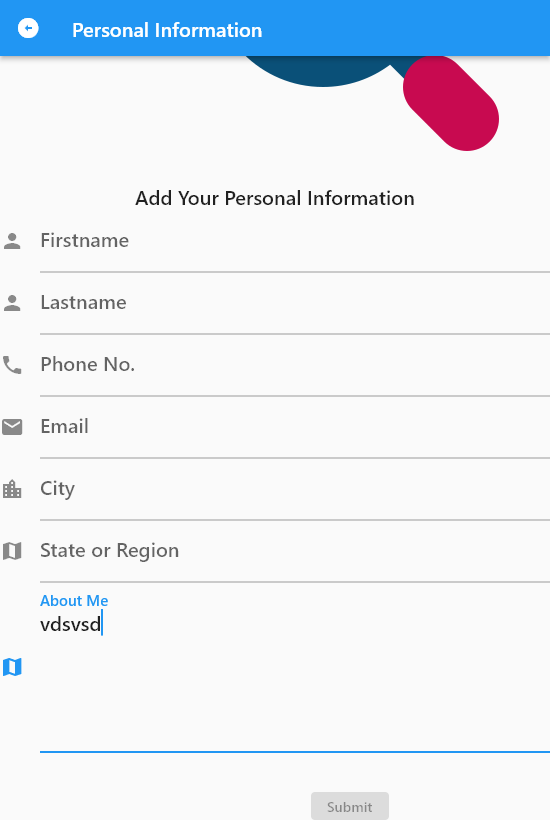 Personal Information
Add Your Personal Information
Firstname
Lastname
Phone No.
Email
City
State or Region
About Me
vdsvsd
Submit